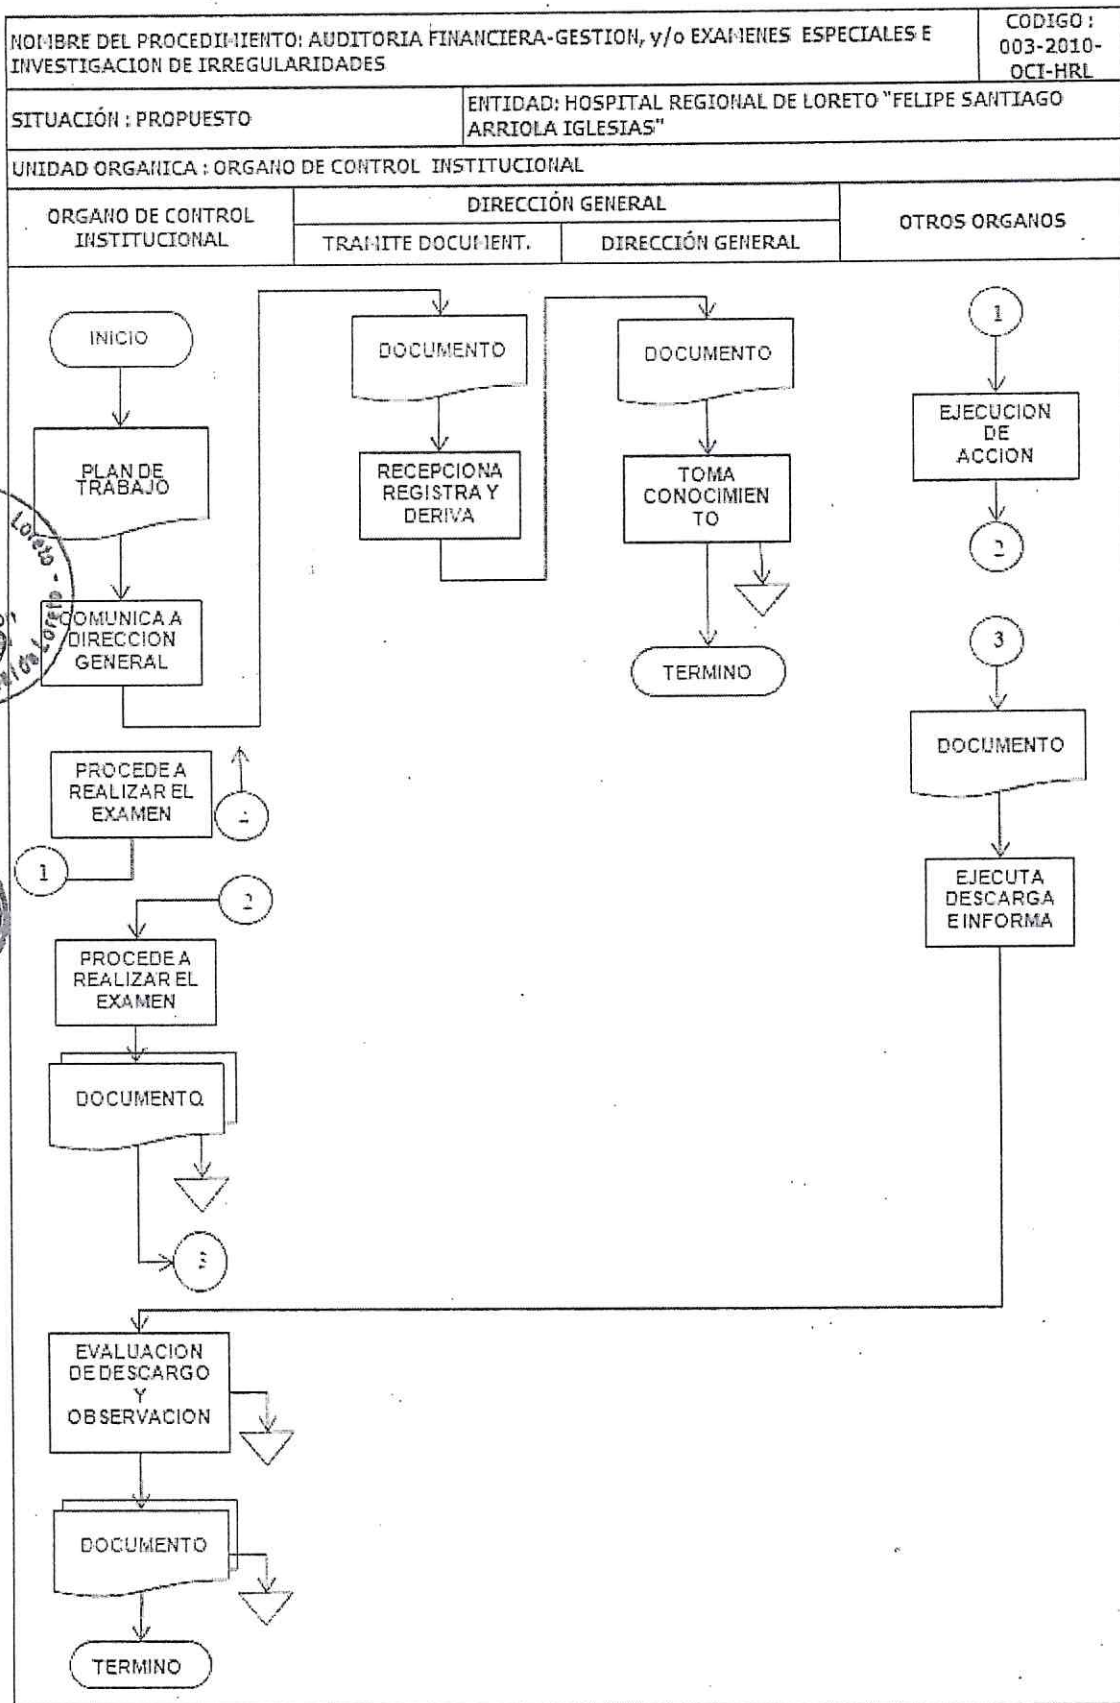 NOMBRE DEL PROCEDIMIENTO: AUDITORIA FINANCIERA-GESTION, y/o EXAMENES ESPECIALES E
INVESTIGACION DE IRREGULARIDADES
CODIGO :
003-2010-
OCI-HRL
SITUACIÓN : PROPUESTO
ENTIDAD: HOSPITAL REGIONAL DE LORETO "FELIPE SANTIAGO
ARRIOLA IGLESIAS"
UNIDAD ORGANICA : ORGANO DE CONTROL INSTITUCIONAL
ORGANO DE CONTROL
INSTITUCIONAL
DIRECCIÓN GENERAL
TRAMITE DOCUMENT.
DIRECCIÓN GENERAL
OTROS ORGANOS
INICIO
PLAN DE
TRABAJO
COMUNICA A
DIRECCION
GENERAL
PROCEDE A
REALIZAR EL
EXAMEN
1
2
PROCEDE A
REALIZAR EL
EXAMEN
DOCUMENTO.
3
EVALUACION
DE DESCARGO
Y
OBSERVACION
DOCUMENTO
TERMINO
DOCUMENTO
RECEPCIONA
REGISTRA Y
DERIVA
DOCUMENTO
TOMA
CONOCIMIEN
TO
TERMINO
1
EJECUCION
DE
ACCION
2
3
DOCUMENTO
EJECUTA
DESCARGA
E INFORMA
Loreto -
de Loreto